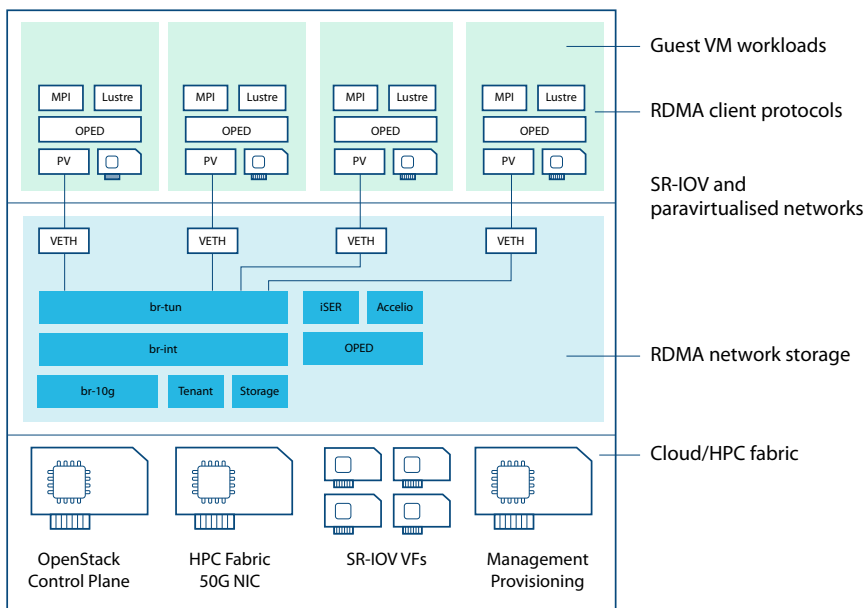 Guest VM workloads
MPI Lustre MPI Lustre MPI Lustre MPI Lustre
RDMA client protocols
OPED OPED OPED OPED
PV PV PV PV
SR-IOV and
paravirtualised networks
VETH VETH VETH VETH
br-tun iSER Accelio
br-int OPED
RDMA network storage
br-10g Tenant Storage
Cloud/HPC fabric
OpenStack HPC Fabric SR-IOV VFs Management
Control Plane 50G NIC Provisioning